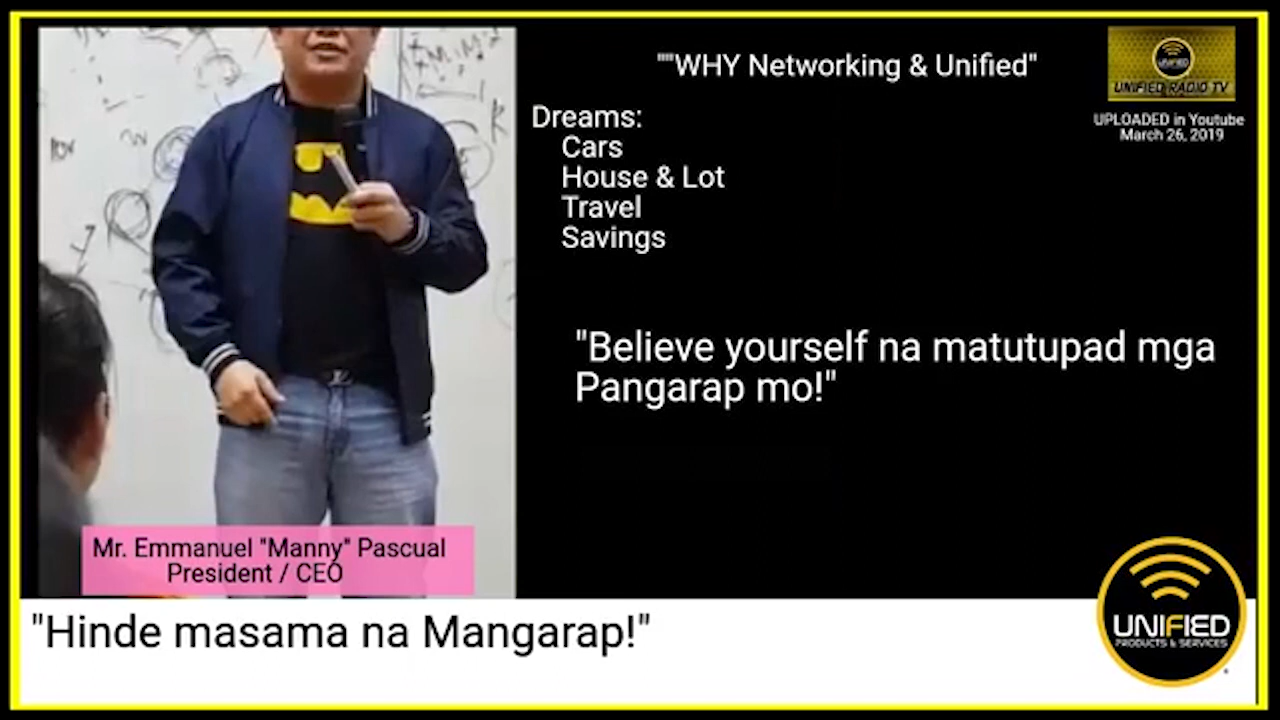 ""WHY Networking & Unified"
UNIFIED
UNIFIED RADIO TV
UPLOADED in Youtube
March 26, 2019
Dreams:
Cars
House & Lot
Travel
Savings
"Believe yourself na matutupad mga
Pangarap mo!"
Mr. Emmanuel "Manny" Pascual
President / CEO
"Hinde masama na Mangarap!"
UNIFIED
PRODUCTS & SERVICES